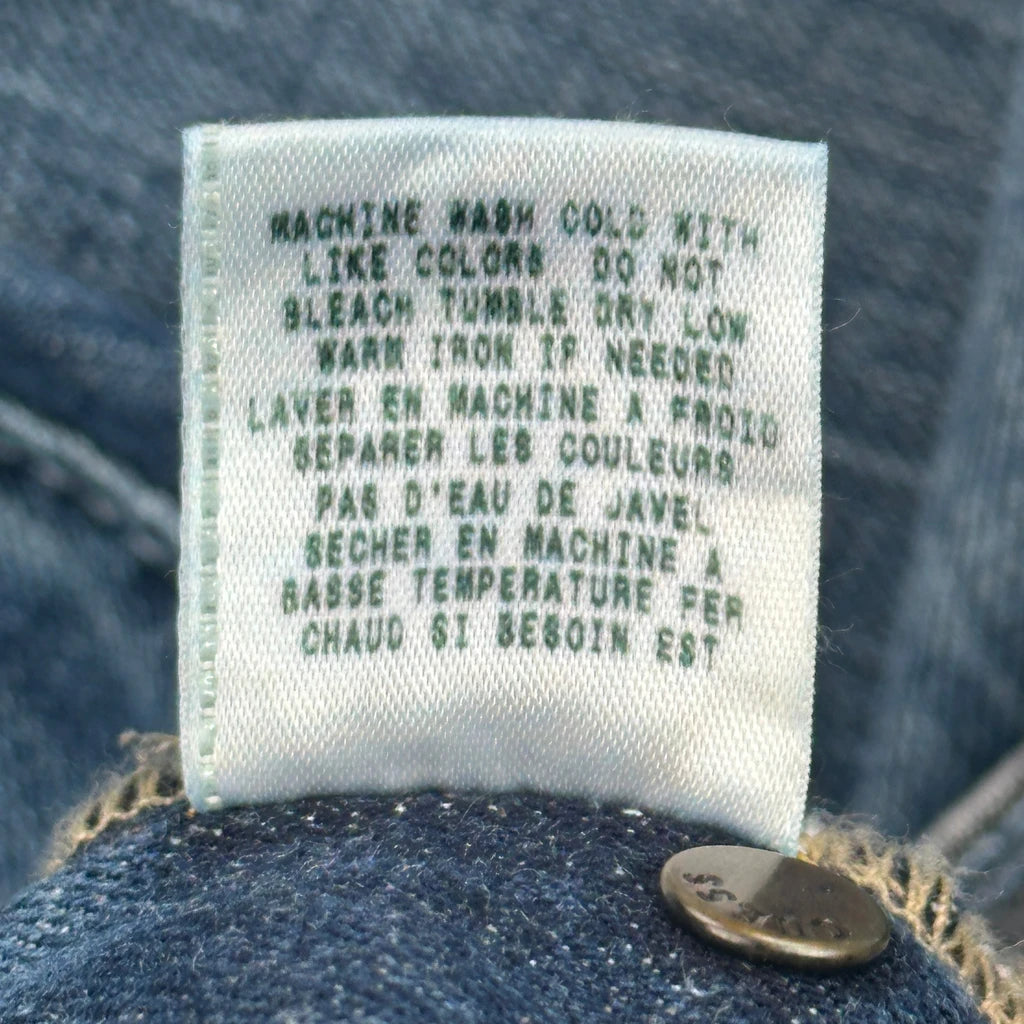 MACHINE WASH COLD WITH
LIKE COLORS DO NOT
BLEACH TUMBLE DRY LOW
WARM IRON IF NEEDED
LAVER EN MACHINE A FROID
SEPARER LES COULEURS
PAS D'EAU DE JAVEL
SECHER EN MACHINE A
BASSE TEMPERATURE FER
CHAUD SI BESOIN EST